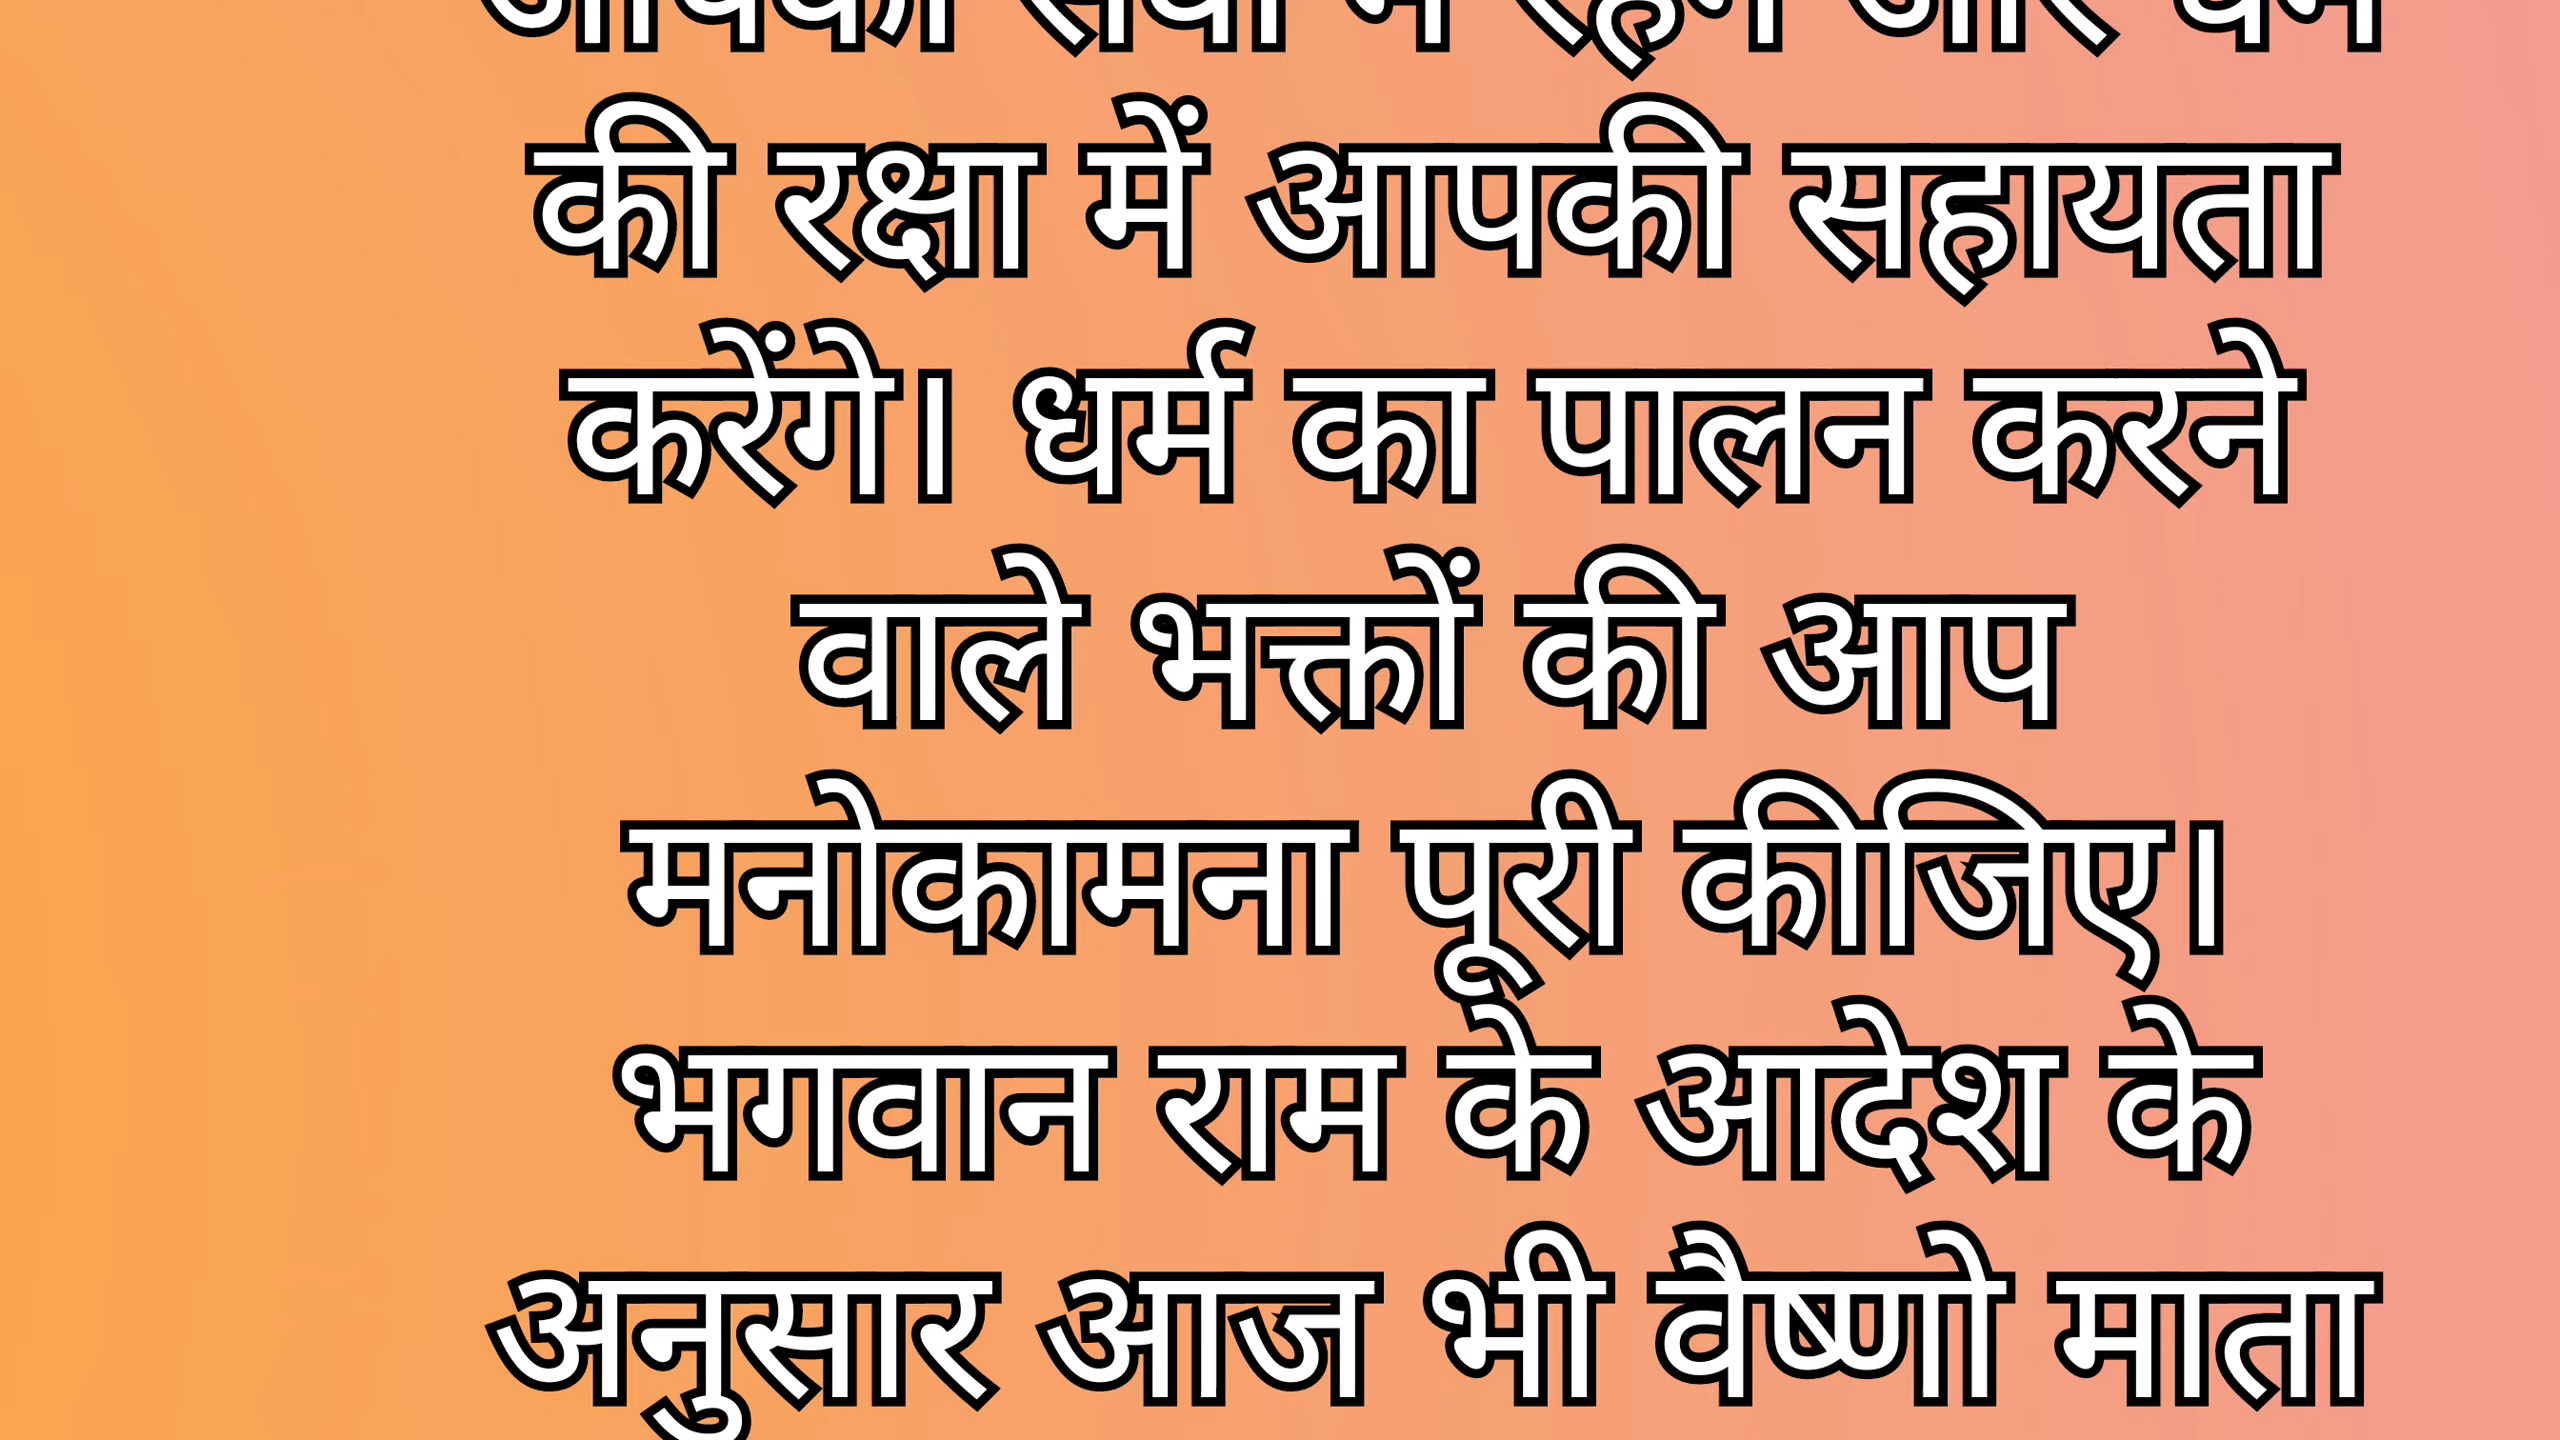 की रक्षा में आपकी सहायता
करेंगे। धर्म का पालन करने
वाले भक्तों की आप
मनोकामना पूरी कीजिए।
भगवान राम के आदेश के
अनुसार आज भी वैष्णो माता